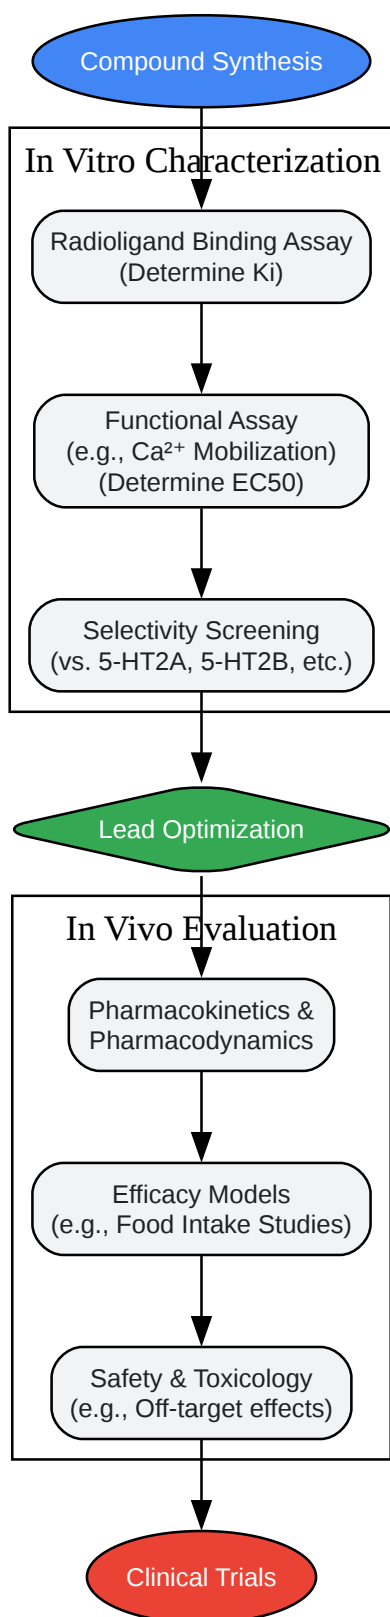 Compound Synthesis
In Vitro Characterization
Radioligand Binding Assay
(Determine Ki)
Functional Assay
(e.g., Ca²⁺ Mobilization)
(Determine EC50)
Selectivity Screening
(vs. 5-HT2A, 5-HT2B, etc.)
Lead Optimization
In Vivo Evaluation
Pharmacokinetics &
Pharmacodynamics
Efficacy Models
(e.g., Food Intake Studies)
Safety & Toxicology
(e.g., Off-target effects)
Clinical Trials